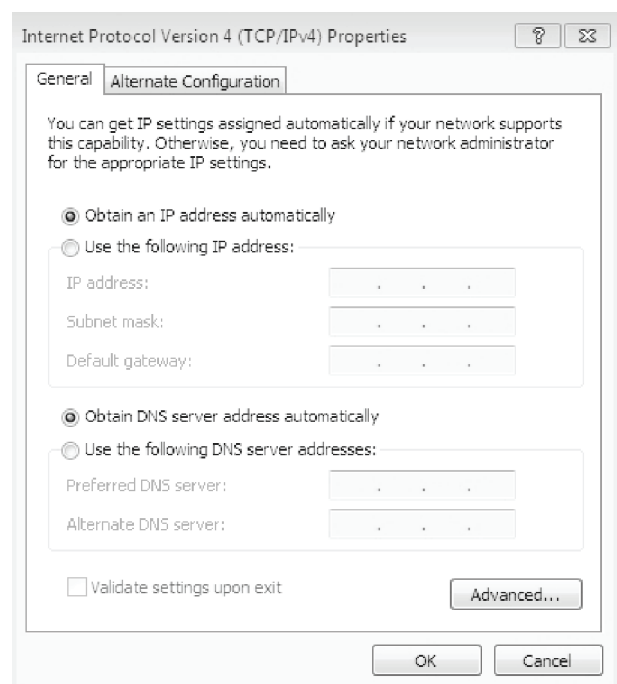 Internet Protocol Version 4 (TCP/IPv4) Properties
General
Alternate Configuration
You can get IP settings assigned automatically if your network supports
this capability. Otherwise, you need to ask your network administrator
for the appropriate IP settings.
Obtain an IP address automatically
Use the following IP address:
IP address:
Subnet mask:
Default gateway:
Obtain DNS server address automatically
Use the following DNS server addresses:
Preferred DNS server:
Alternate DNS server:
Validate settings upon exit
Advanced...
OK
Cancel